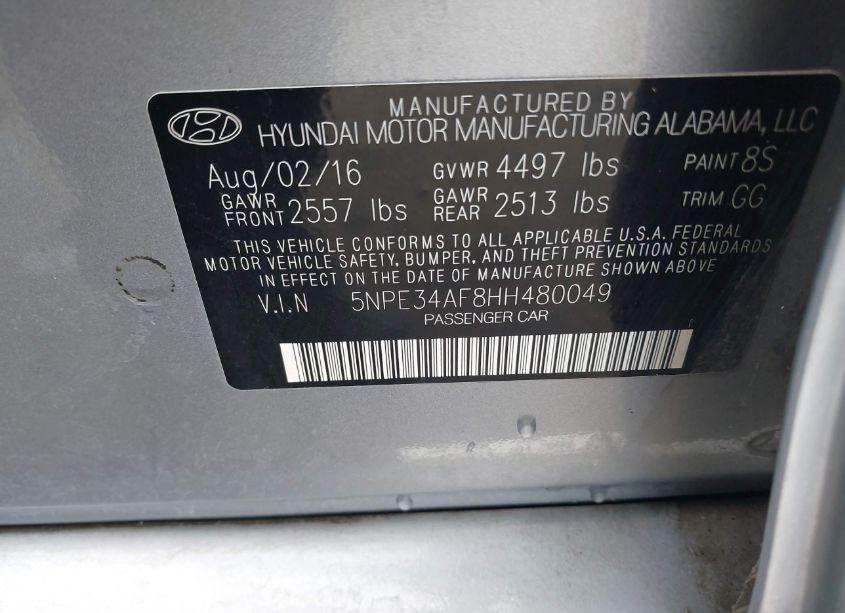 MANUFACTURED BY
HYUNDAI MOTOR MANUFACTURING ALABAMA, LLC
Aug/02/16 GVWR 4497 lbs PAINT 8S
GAWR FRONT 2557 lbs GAWR REAR 2513 lbs TRIM GG
THIS VEHICLE CONFORMS TO ALL APPLICABLE U.S.A. FEDERAL
MOTOR VEHICLE SAFETY, BUMPER, AND THEFT PREVENTION STANDARDS
IN EFFECT ON THE DATE OF MANUFACTURE SHOWN ABOVE
V.I.N 5NPE34AF8HH480049
PASSENGER CAR